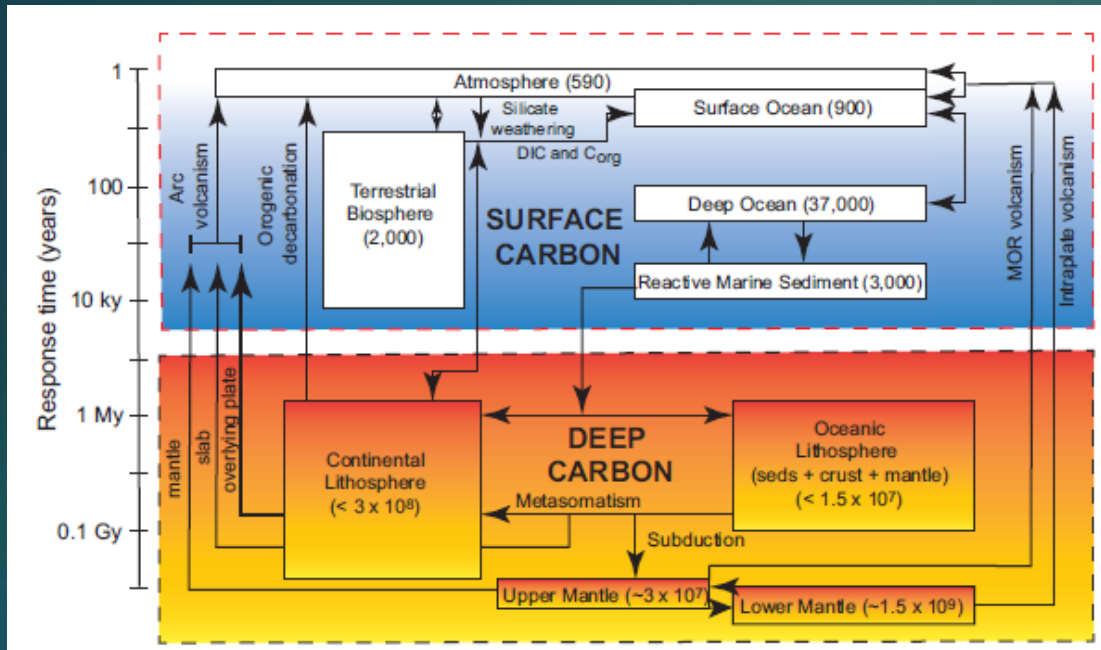 Response time (years)
1
100
10 ky
1 My
0.1 Gy
Atmosphere (590)
Silicate
weathering
Surface Ocean (900)
DIC and Corg
Arc
volcanism
Orogenic
decarbonation
Terrestrial
Biosphere
(2,000)
SURFACE
CARBON
Deep Ocean (37,000)
Reactive Marine Sediment (3,000)
MOR volcanism
Intraplate volcanism
mantle
slab
overlying plate
Continental
Lithosphere
(< 3 x 10⁸)
DEEP
CARBON
Metasomatism
Oceanic
Lithosphere
(seds + crust + mantle)
(< 1.5 x 10⁷)
Subduction
Upper Mantle (~3 x 10⁷)
Lower Mantle (~1.5 x 10⁹)